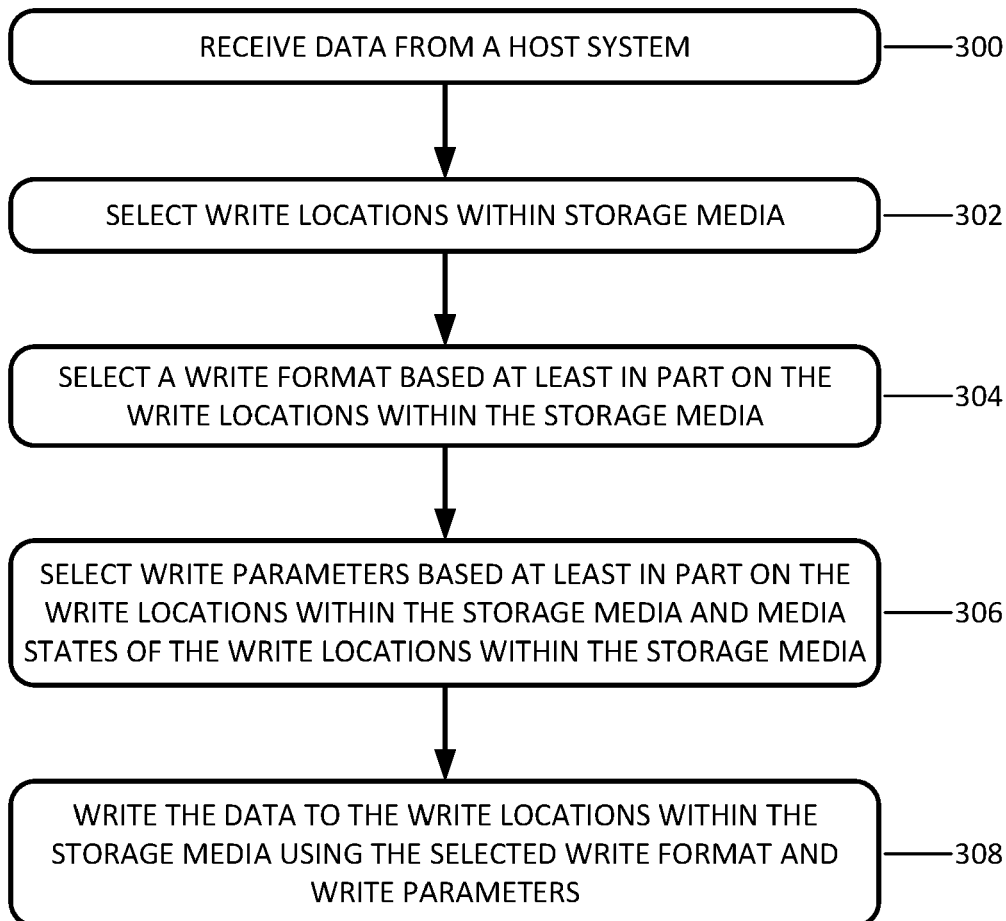 RECEIVE DATA FROM A HOST SYSTEM
300
SELECT WRITE LOCATIONS WITHIN STORAGE MEDIA
302
SELECT A WRITE FORMAT BASED AT LEAST IN PART ON THE
WRITE LOCATIONS WITHIN THE STORAGE MEDIA
304
SELECT WRITE PARAMETERS BASED AT LEAST IN PART ON THE
WRITE LOCATIONS WITHIN THE STORAGE MEDIA AND MEDIA
STATES OF THE WRITE LOCATIONS WITHIN THE STORAGE MEDIA
306
WRITE THE DATA TO THE WRITE LOCATIONS WITHIN THE
STORAGE MEDIA USING THE SELECTED WRITE FORMAT AND
WRITE PARAMETERS
308